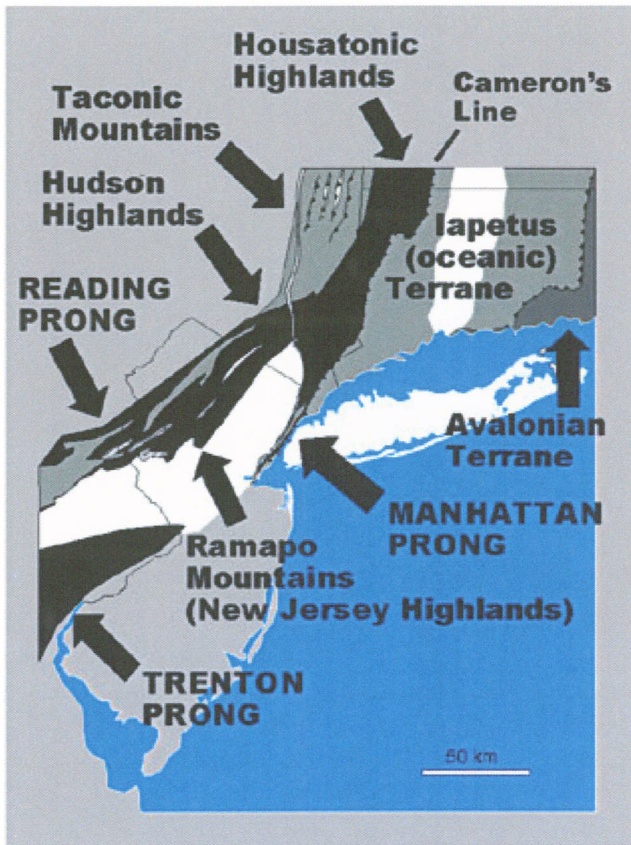 Housatonic
Highlands
Cameron's
Line
Taconic
Mountains
Hudson
Highlands
Iapetus
(oceanic)
Terrane
READING
PRONG
Avalonian
Terrane
MANHATTAN
PRONG
Ramapo
Mountains
(New Jersey Highlands)
TRENTON
PRONG
50 km